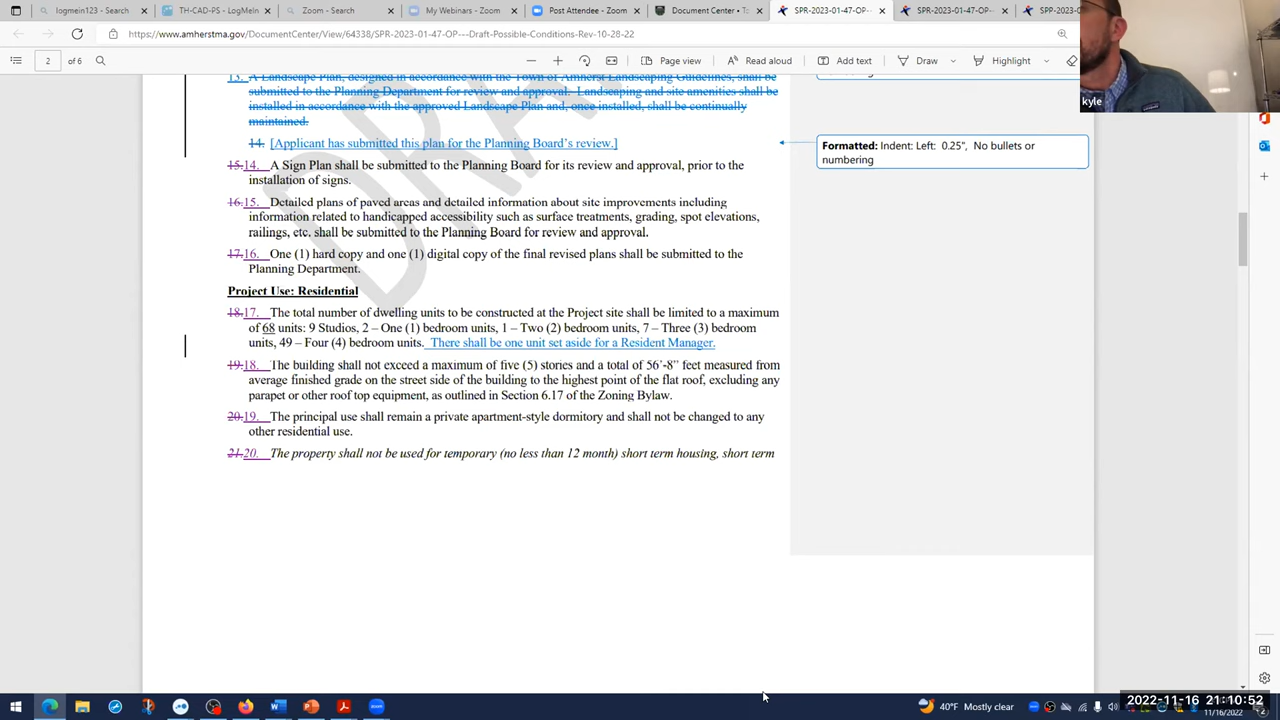 logmein123 - Search
TH-CAD-PS - LogMeIn
Zoom - Search
My Webinars - Zoom
Post Attendee - Zoom
Document Center • To
SPR-2023-01-47-OP---
SPR-2023-01-47-OP---
SPR-2023-0
https://www.amherstma.gov/DocumentCenter/View/64338/SPR-2023-01-47-OP---Draft-Possible-Conditions-Rev-10-28-22
2 of 6
Page view
Read aloud
Add text
Draw
Highlight
kyle
13. A Landscape Plan, designed in accordance with the Town of Amherst Landscaping Guidelines, shall be
submitted to the Planning Department for review and approval. Landscaping and site amenities shall be
installed in accordance with the approved Landscape Plan and, once installed, shall be continually
maintained.
14. [Applicant has submitted this plan for the Planning Board's review.]
Formatted: Indent: Left: 0.25", No bullets or
numbering
15.14. A Sign Plan shall be submitted to the Planning Board for its review and approval, prior to the
installation of signs.
16.15. Detailed plans of paved areas and detailed information about site improvements including
information related to handicapped accessibility such as surface treatments, grading, spot elevations,
railings, etc. shall be submitted to the Planning Board for review and approval.
17.16. One (1) hard copy and one (1) digital copy of the final revised plans shall be submitted to the
Planning Department.
Project Use: Residential
18.17. The total number of dwelling units to be constructed at the Project site shall be limited to a maximum
of 68 units: 9 Studios, 2 – One (1) bedroom units, 1 – Two (2) bedroom units, 7 – Three (3) bedroom
units, 49 – Four (4) bedroom units. There shall be one unit set aside for a Resident Manager.
19.18. The building shall not exceed a maximum of five (5) stories and a total of 56'-8" feet measured from
average finished grade on the street side of the building to the highest point of the flat roof, excluding any
parapet or other roof top equipment, as outlined in Section 6.17 of the Zoning Bylaw.
20.19. The principal use shall remain a private apartment-style dormitory and shall not be changed to any
other residential use.
21.20. The property shall not be used for temporary (no less than 12 month) short term housing, short term
DRA
40°F Mostly clear
2022-11-16 21:10:52
11/16/2022